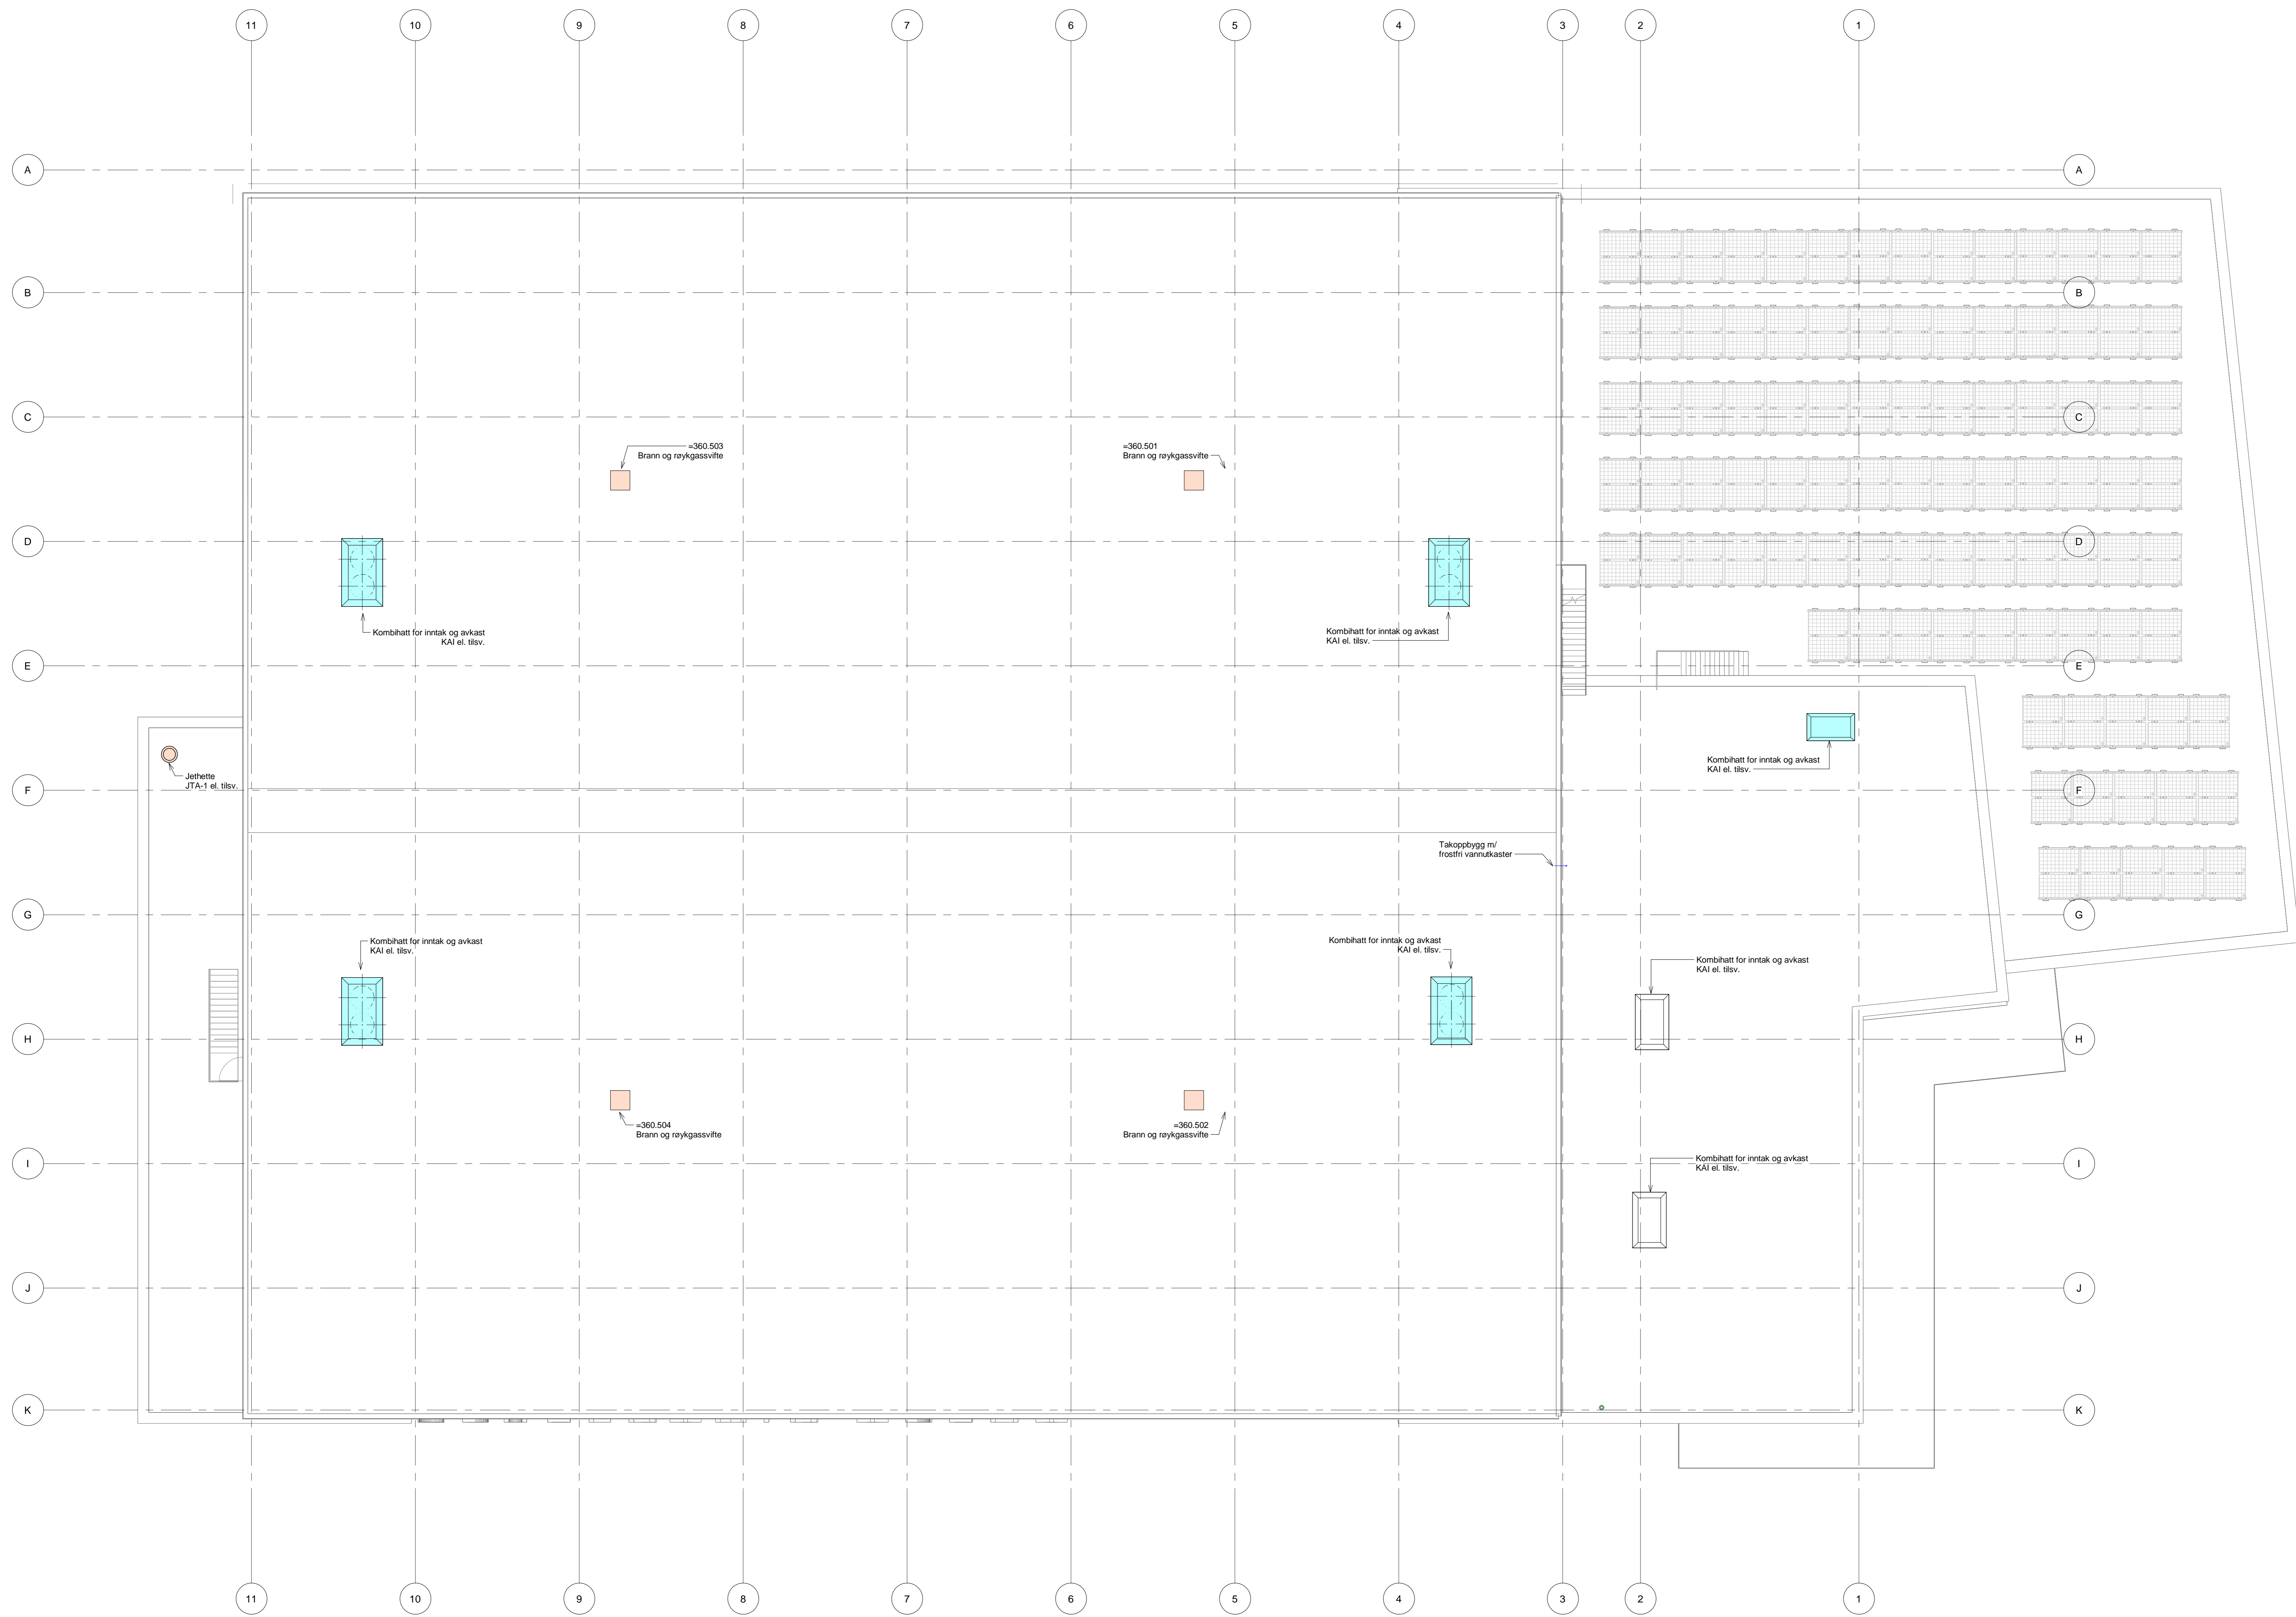 11
10
9
8
7
6
5
4
3
2
1
A
A
B
B
C
C
=360.503
Brann og røykgassvifte
=360.501
Brann og røykgassvifte
D
D
Kombihatt for inntak og avkast
KAI el. tilsv.
Kombihatt for inntak og avkast
KAI el. tilsv.
E
E
Kombihatt for inntak og avkast
KAI el. tilsv.
Jethette
JTA-1 el. tilsv.
F
F
Takoppbygg m/
frostfri vannutkaster
G
G
Kombihatt for inntak og avkast
KAI el. tilsv.
Kombihatt for inntak og avkast
KAI el. tilsv.
Kombihatt for inntak og avkast
KAI el. tilsv.
H
H
=360.504
Brann og røykgassvifte
=360.502
Brann og røykgassvifte
I
I
Kombihatt for inntak og avkast
KAI el. tilsv.
J
J
K
K
11
10
9
8
7
6
5
4
3
2
1